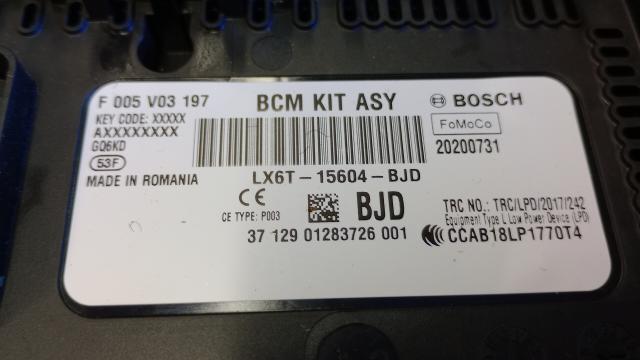 F 005 V03 197
BCM KIT ASY
BOSCH
KEY CODE: XXXXX
AXXXXXXXXX
GQ6KD
53F
MADE IN ROMANIA
FoMoCo
20200731
LX6T-15604-BJD
CE
CE TYPE: P003
BJD
37 129 01283726 001
TRC NO.: TRC/LPD/2017/242
Equipment Type L Low Power Device (LPD)
CCAB18LP1770T4